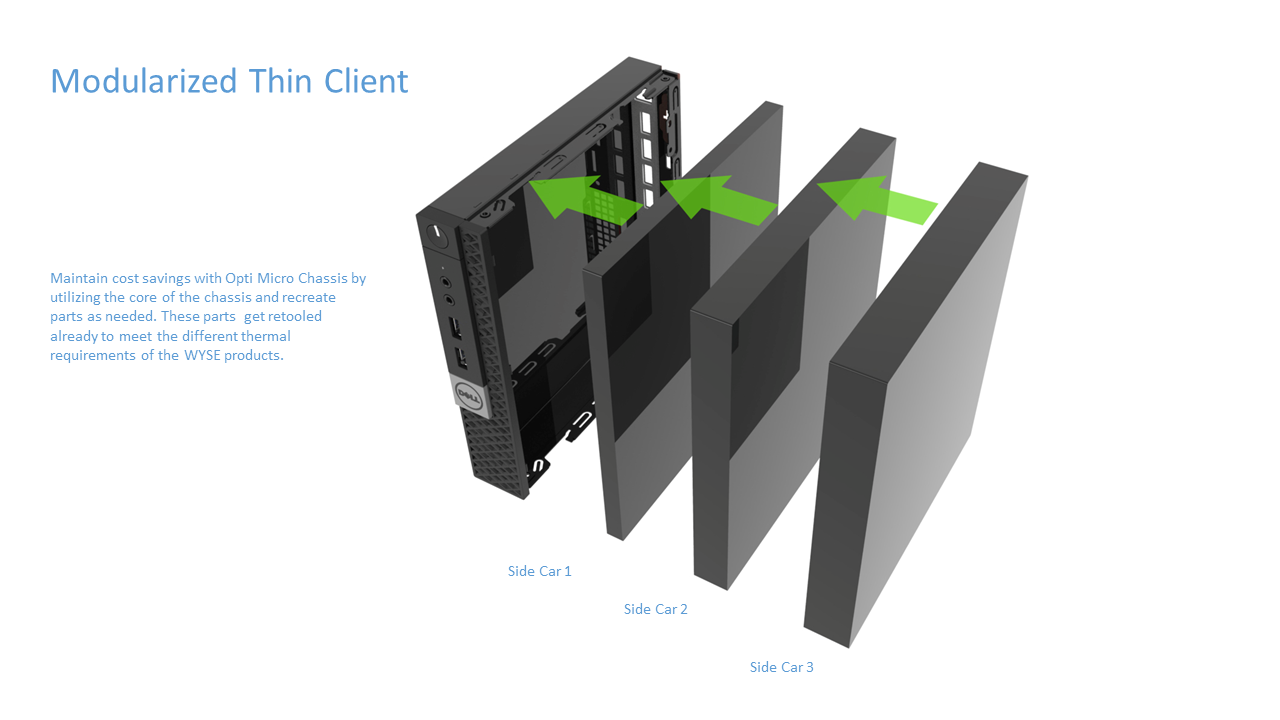 Modularized Thin Client
Maintain cost savings with Opti Micro Chassis by
utilizing the core of the chassis and recreate
parts as needed. These parts  get retooled
already to meet the different thermal
requirements of the WYSE products.
DELL
Side Car 1
Side Car 2
Side Car 3